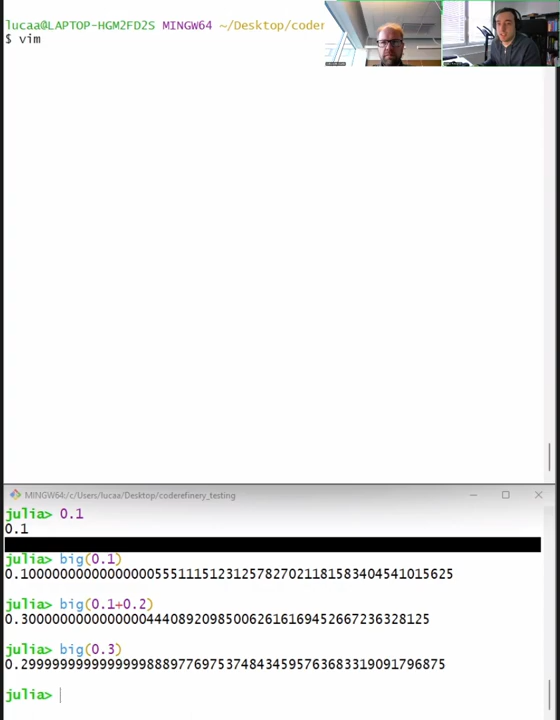 lucaa@LAPTOP-HGM2FD2S MINGW64 ~/Desktop/coder
$ vim
MINGW64:/c/Users/lucaa/Desktop/coderefinery_testing
julia> 0.1
0.1
julia> big(0.1)
0.1000000000000000055511151231257827021181583404541015625
julia> big(0.1+0.2)
0.3000000000000000444089209850062616169452667236328125
julia> big(0.3)
0.299999999999999988897769753748434595763683319091796875
julia>